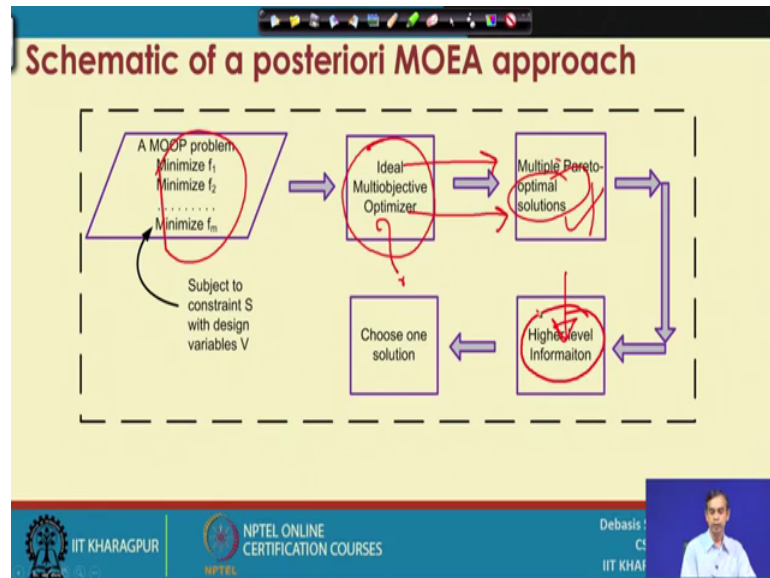 Schematic of a posteriori MOEA approach
A MOOP problem
Minimize f₁
Minimize f₂
.........
Minimize fₘ
Ideal
Multiobjective
Optimizer
Multiple Pareto-
optimal
solutions
Subject to
constraint S
with design
variables V
Choose one
solution
Higher level
Informaiton
IIT KHARAGPUR
NPTEL
NPTEL ONLINE
CERTIFICATION COURSES
Debasis
IIT